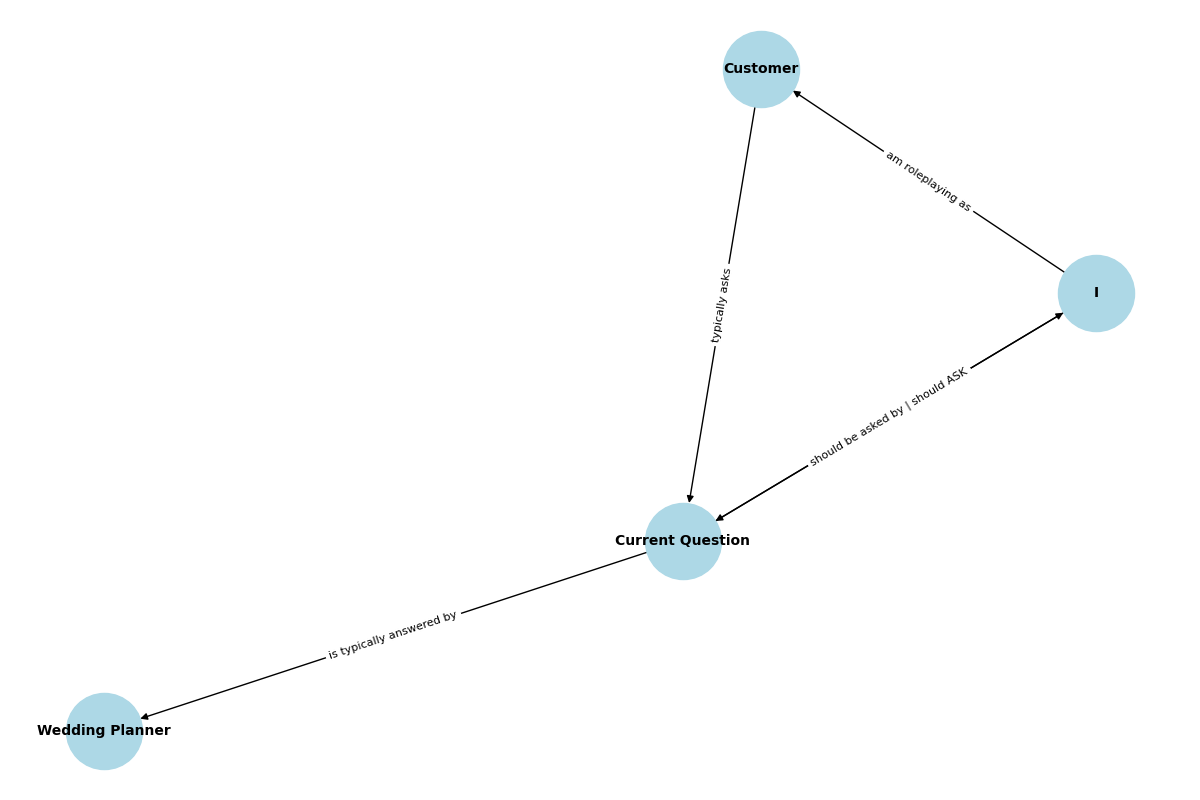 Customer
am roleplaying as
I
typically asks
should be asked by | should ASK
Current Question
is typically answered by
Wedding Planner